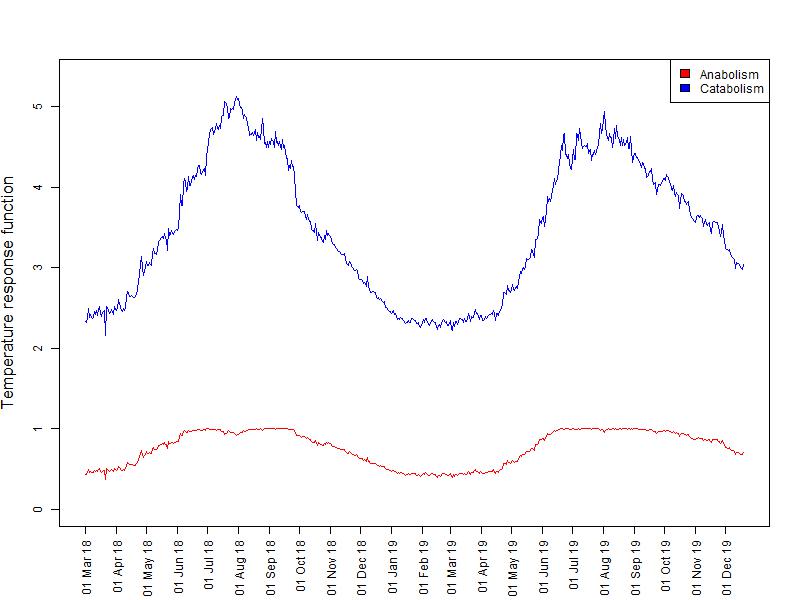 Anabolism
Catabolism
Temperature response function
5
4
3
2
1
0
01 Mar 18
01 Apr 18
01 May 18
01 Jun 18
01 Jul 18
01 Aug 18
01 Sep 18
01 Oct 18
01 Nov 18
01 Dec 18
01 Jan 19
01 Feb 19
01 Mar 19
01 Apr 19
01 May 19
01 Jun 19
01 Jul 19
01 Aug 19
01 Sep 19
01 Oct 19
01 Nov 19
01 Dec 19